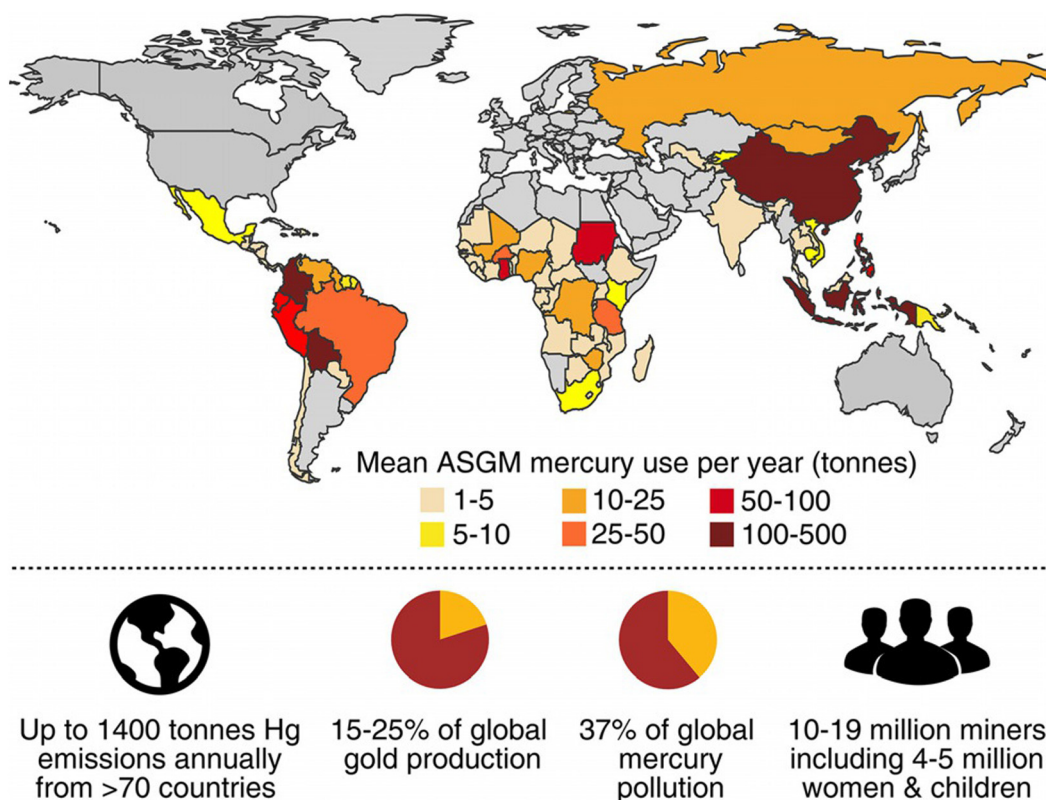 Mean ASGM mercury use per year (tonnes)
1-5
10-25
50-100
5-10
25-50
100-500
Up to 1400 tonnes Hg
emissions annually
from >70 countries
15-25% of global
gold production
37% of global
mercury
pollution
10-19 million miners
including 4-5 million
women & children